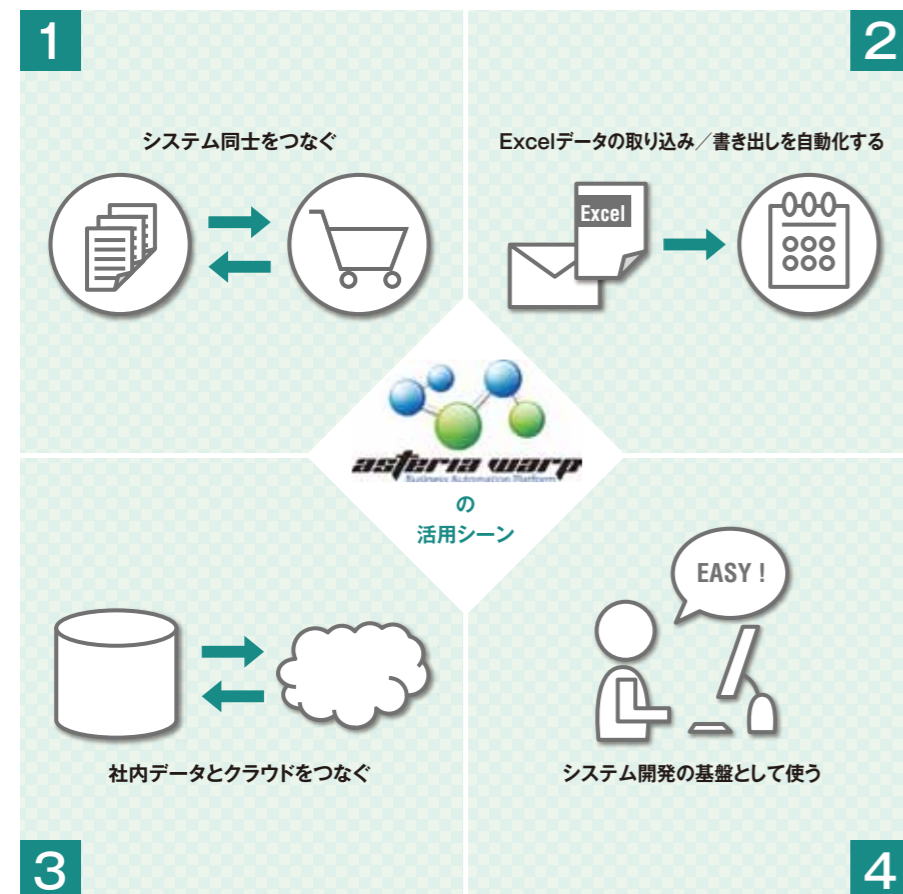 1
システム同士をつなぐ
2
Excelデータの取り込み／書き出しを自動化する
Excel
asteria warp
Business Automation Platform
の
活用シーン
社内データとクラウドをつなぐ
3
EASY !
システム開発の基盤として使う
4